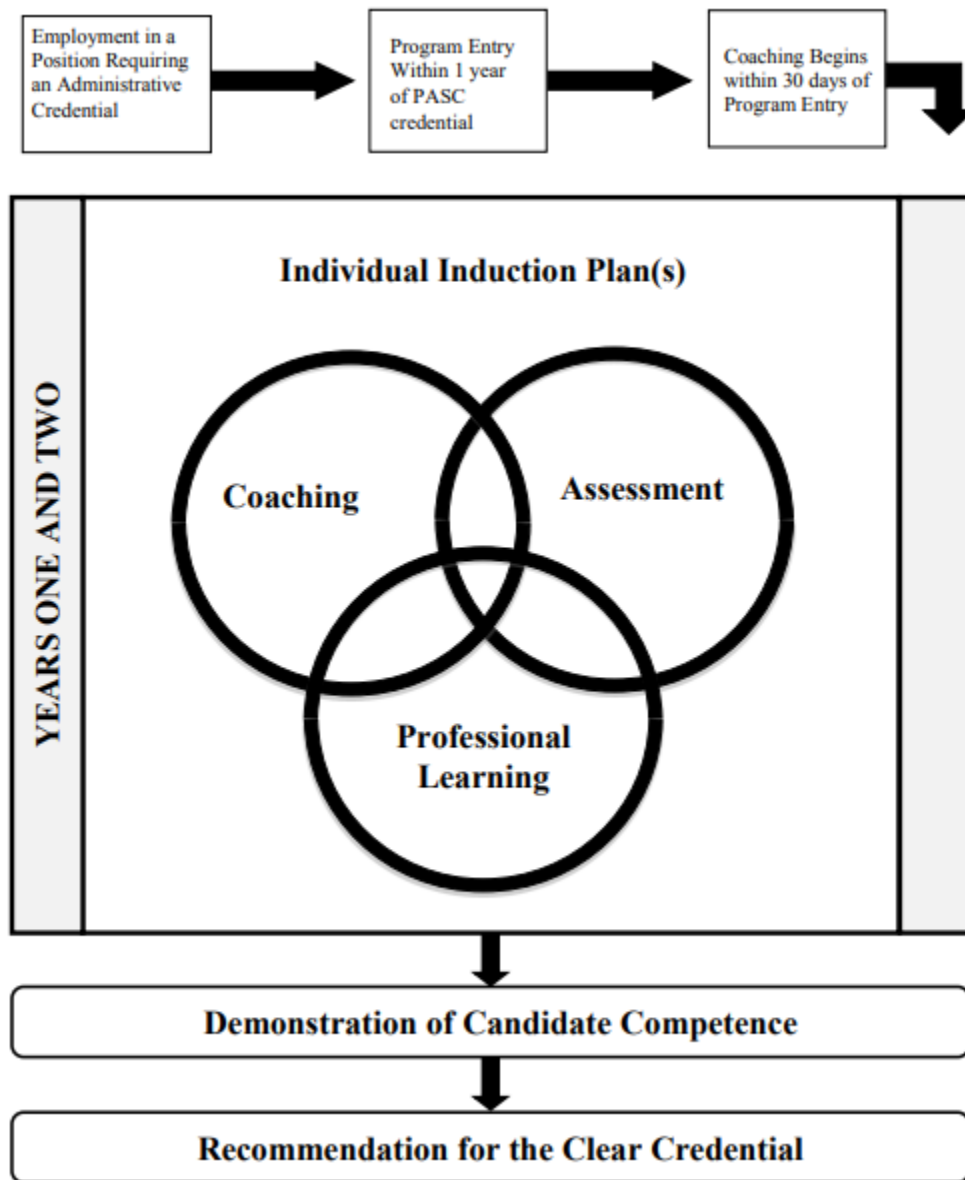 Employment in a
Position Requiring
an Administrative
Credential
Program Entry
Within 1 year
of PASC
credential
Coaching Begins
within 30 days of
Program Entry
YEARS ONE AND TWO
Individual Induction Plan(s)
Coaching
Assessment
Professional
Learning
Demonstration of Candidate Competence
Recommendation for the Clear Credential